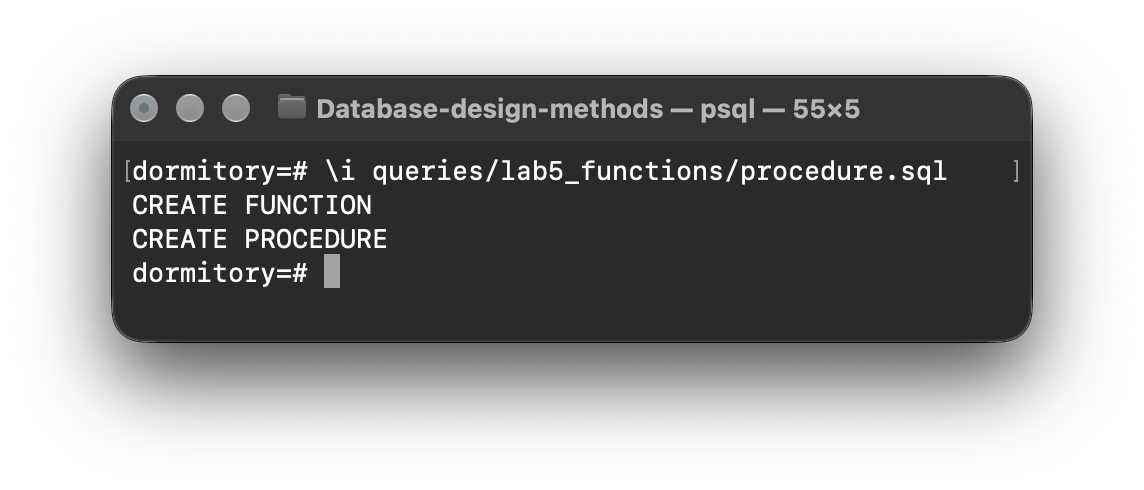 Database-design-methods — psql — 55×5
[dormitory=# \i queries/lab5_functions/procedure.sql ]
CREATE FUNCTION
CREATE PROCEDURE
dormitory=#